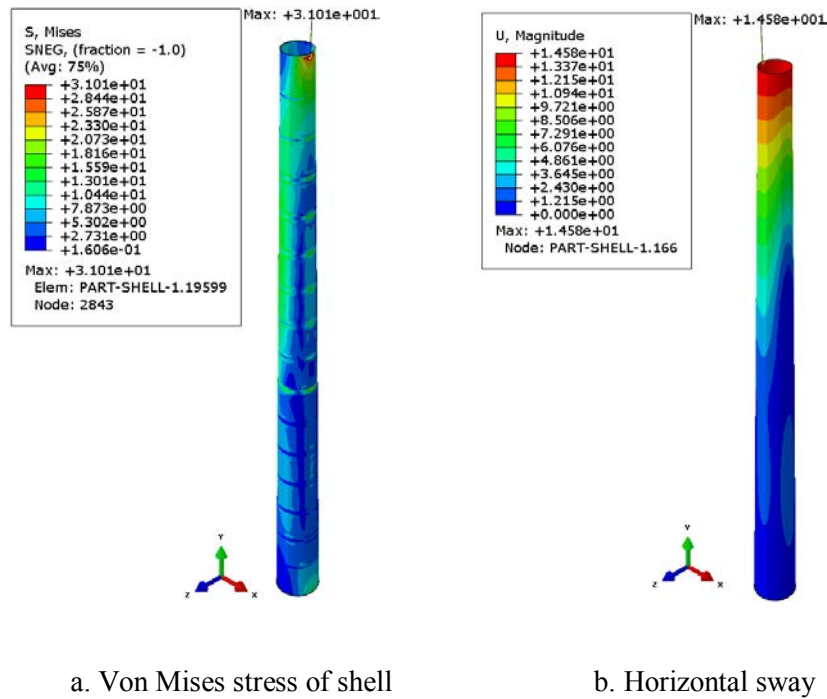 Max: +3.101e+001
S, Mises
SNEG, (fraction = -1.0)
(Avg: 75%)
+3.101e+01
+2.844e+01
+2.587e+01
+2.330e+01
+2.073e+01
+1.816e+01
+1.559e+01
+1.301e+01
+1.044e+01
+7.873e+00
+5.302e+00
+2.731e+00
+1.606e-01
Max: +3.101e+01
Elem: PART-SHELL-1.19599
Node: 2843
Y
Z
X
a. Von Mises stress of shell
Max: +1.458e+001
U, Magnitude
+1.458e+01
+1.337e+01
+1.215e+01
+1.094e+01
+9.721e+00
+8.506e+00
+7.291e+00
+6.076e+00
+4.861e+00
+3.645e+00
+2.430e+00
+1.215e+00
+0.000e+00
Max: +1.458e+01
Node: PART-SHELL-1.166
Y
Z
X
b. Horizontal sway